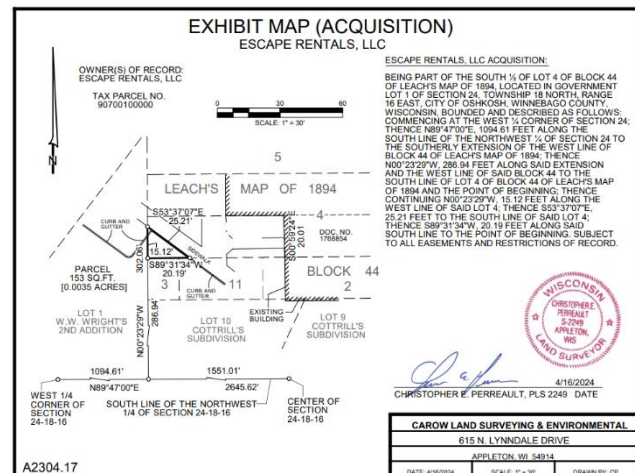 EXHIBIT MAP (ACQUISITION)
ESCAPE RENTALS, LLC
OWNER(S) OF RECORD:
ESCAPE RENTALS, LLC
TAX PARCEL NO.
90700100000
0
30
60
SCALE: 1" = 30'
N
5
LEACH'S MAP OF 1894
S53°37'07"E
25.21'
CURB AND
GUTTER
SIDEWALK
4
DOC. NO.
1768854
S00°59'24"E
20.01
302.06'
15.12'
S89°31'34"W
20.19'
PARCEL
153 SQ.FT.
[0.0035 ACRES]
CURB AND
GUTTER
3
11
BLOCK 44
2
EXISTING
BUILDING
LOT 1
W.W. WRIGHT'S
2ND ADDITION
N00°23'29"W
286.94'
LOT 10
COTTRILL'S
SUBDIVISION
LOT 9
COTTRILL'S
SUBDIVISION
1094.61'
N89°47'00"E
1551.01'
2645.62'
WEST 1/4
CORNER OF
SECTION
24-18-16
SOUTH LINE OF THE NORTHWEST
1/4 OF SECTION 24-18-16
CENTER OF
SECTION
24-18-16
A2304.17
ESCAPE RENTALS, LLC ACQUISITION:
BEING PART OF THE SOUTH ½ OF LOT 4 OF BLOCK 44
OF LEACH'S MAP OF 1894, LOCATED IN GOVERNMENT
LOT 1 OF SECTION 24, TOWNSHIP 18 NORTH, RANGE
16 EAST, CITY OF OSHKOSH, WINNEBAGO COUNTY,
WISCONSIN, BOUNDED AND DESCRIBED AS FOLLOWS:
COMMENCING AT THE WEST ¼ CORNER OF SECTION 24;
THENCE N89°47'00"E, 1094.61 FEET ALONG THE
SOUTH LINE OF THE NORTHWEST ¼ OF SECTION 24 TO
THE SOUTHERLY EXTENSION OF THE WEST LINE OF
BLOCK 44 OF LEACH'S MAP OF 1894; THENCE
N00°23'29"W, 286.94 FEET ALONG SAID EXTENSION
AND THE WEST LINE OF SAID BLOCK 44 TO THE
SOUTH LINE OF LOT 4 OF BLOCK 44 OF LEACH'S MAP
OF 1894 AND THE POINT OF BEGINNING; THENCE
CONTINUING N00°23'29"W, 15.12 FEET ALONG THE
WEST LINE OF SAID LOT 4; THENCE S53°37'07"E,
25.21 FEET TO THE SOUTH LINE OF SAID LOT 4;
THENCE S89°31'34"W, 20.19 FEET ALONG SAID
SOUTH LINE TO THE POINT OF BEGINNING. SUBJECT
TO ALL EASEMENTS AND RESTRICTIONS OF RECORD.
WISCONSIN
CHRISTOPHER E.
PERREAULT
S-2249
APPLETON,
WIS
LAND SURVEYOR
4/16/2024
CHRISTOPHER E. PERREAULT, PLS 2249 DATE
CAROW LAND SURVEYING & ENVIRONMENTAL
615 N. LYNNDALE DRIVE
APPLETON, WI 54914
DATE: 4/16/2024
SCALE: 1" = 30'
DRAWN BY: CP